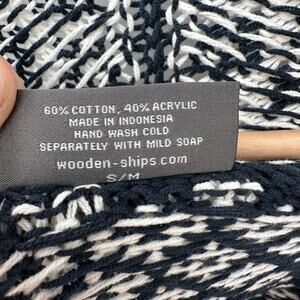 60% COTTON, 40% ACRYLIC
MADE IN INDONESIA
HAND WASH COLD
SEPARATELY WITH MILD SOAP
wooden-ships.com
S/M